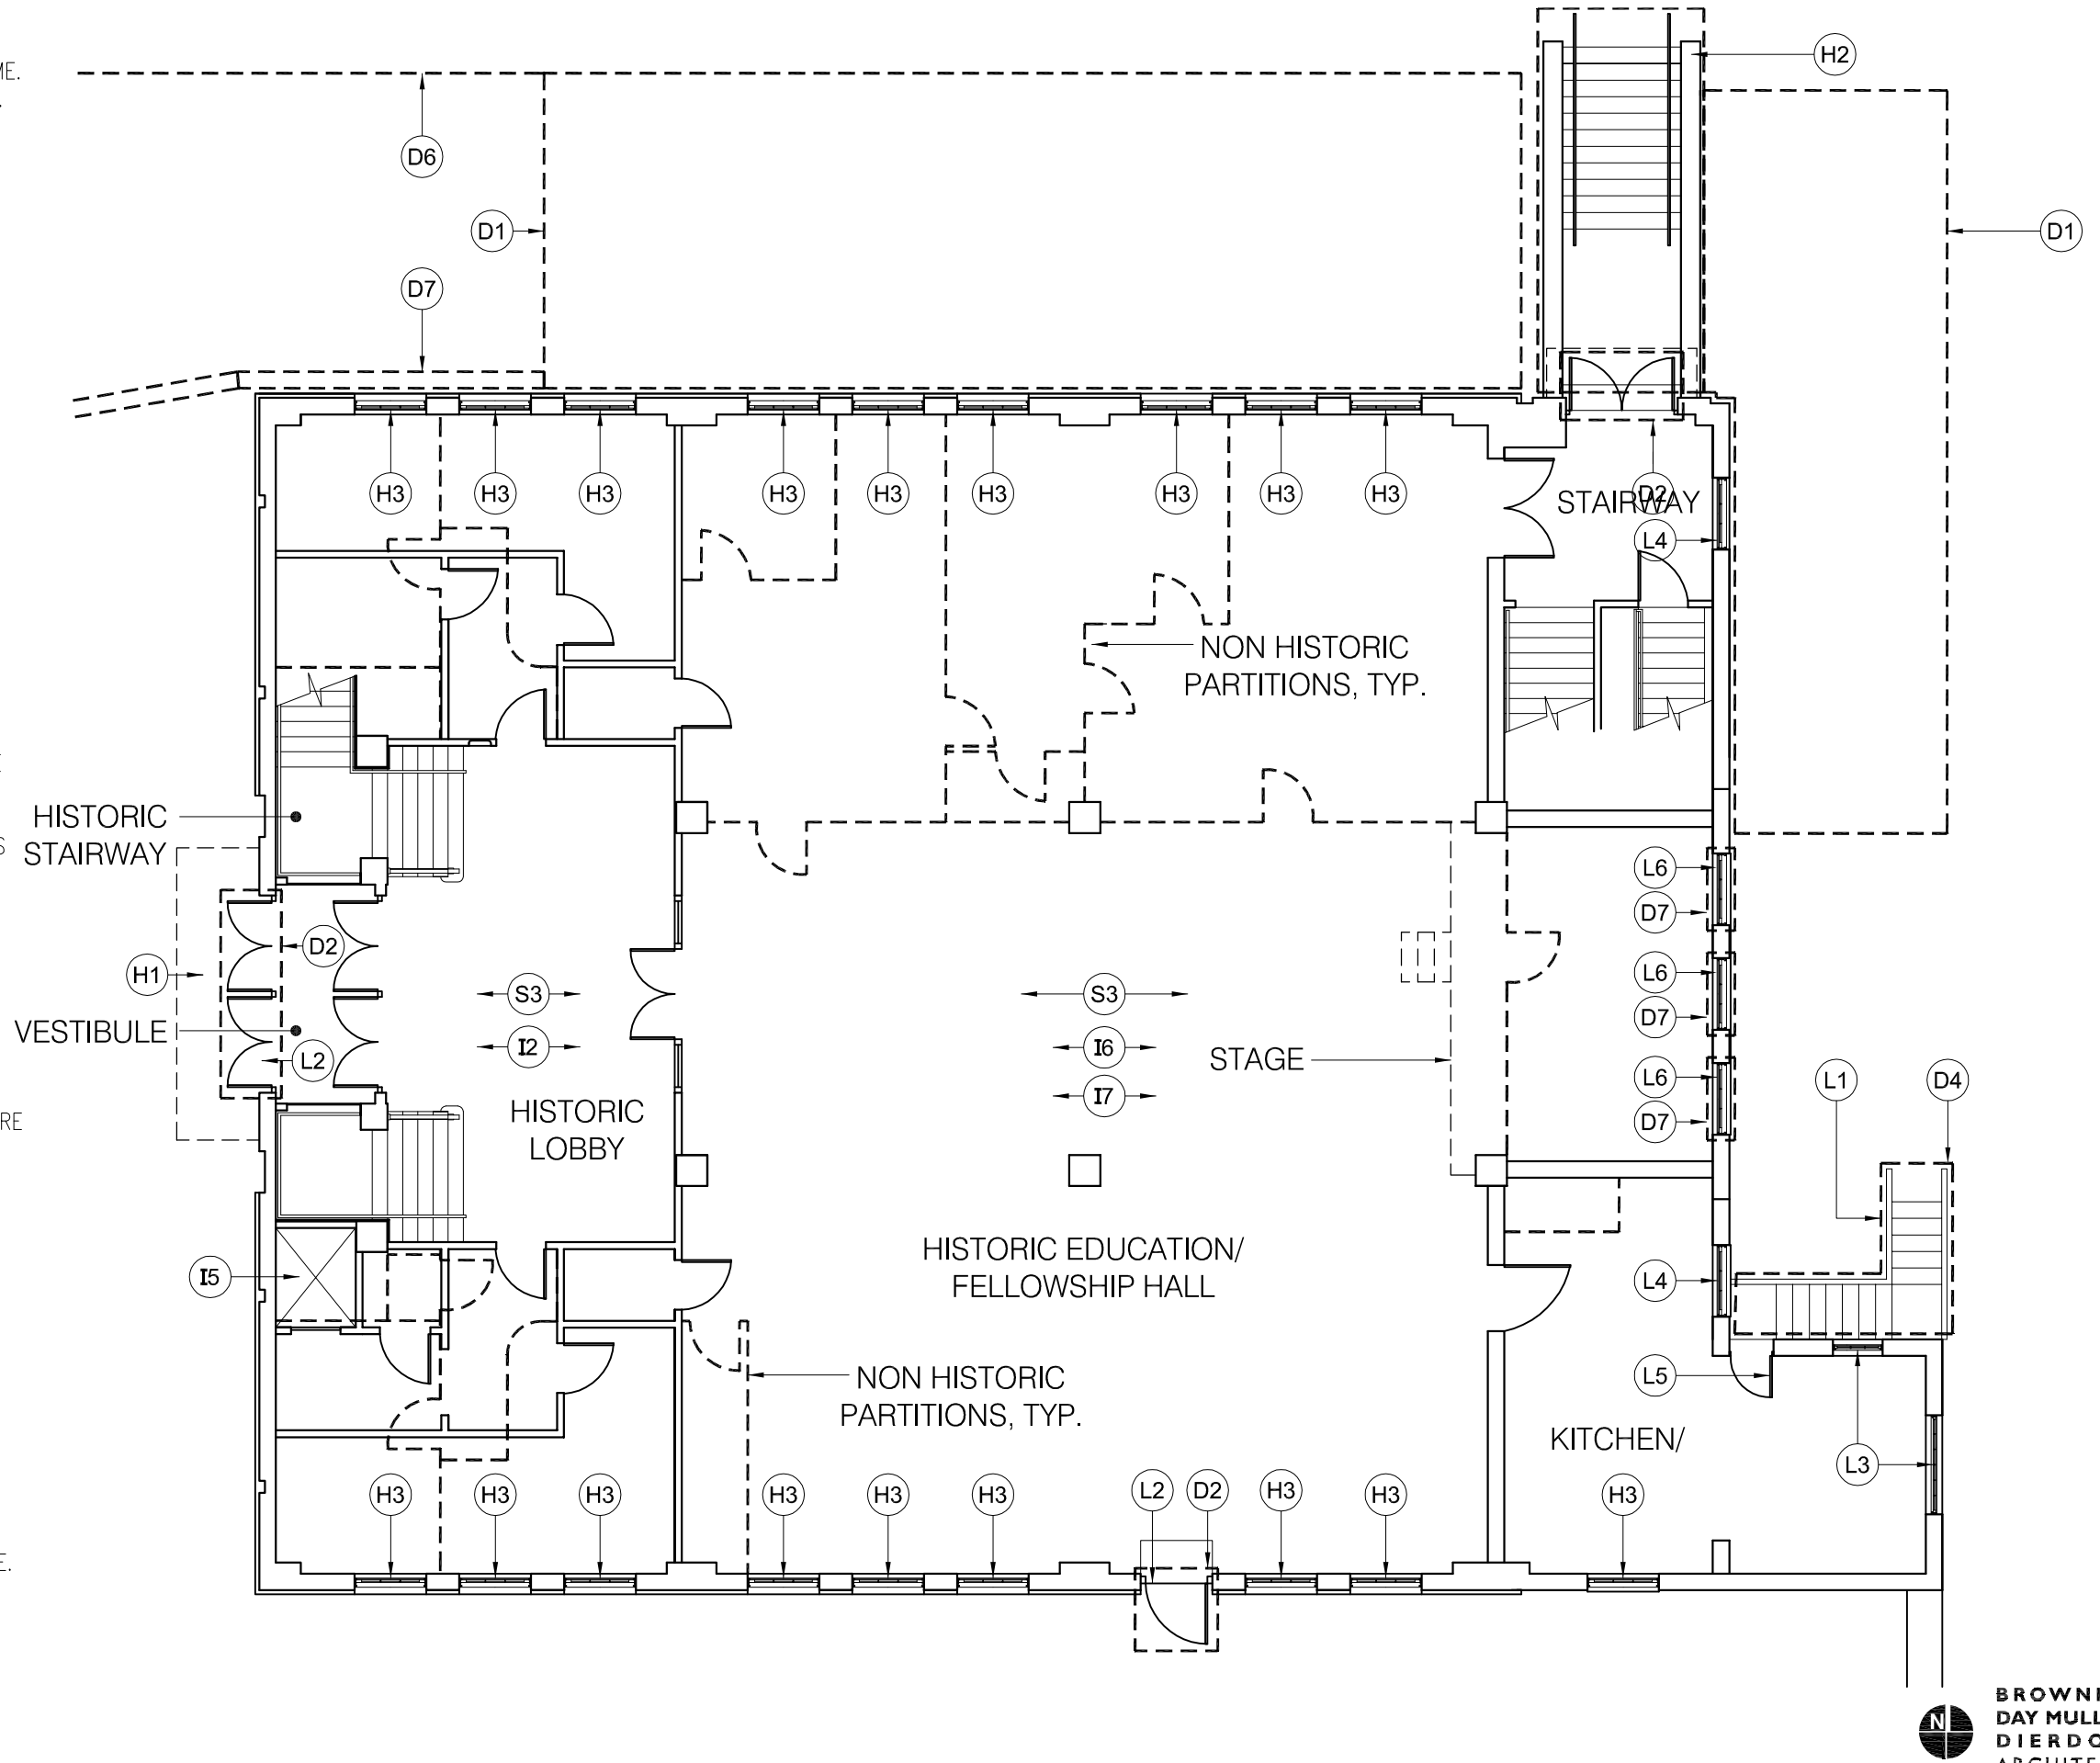 ME.
H2
D6
D1
D1
D7
H3
H3
H3
H3
H3
H3
H3
H3
H3
D2
STAIRWAY
L4
NON HISTORIC
PARTITIONS, TYP.
HISTORIC
STAIRWAY
S
L6
D7
D2
H1
L6
S3
S3
D7
VESTIBULE
L2
I2
I6
STAGE
L6
L1
D4
I7
HISTORIC
LOBBY
D7
RE
HISTORIC EDUCATION/
FELLOWSHIP HALL
I5
L4
NON HISTORIC
PARTITIONS, TYP.
L5
KITCHEN/
L3
H3
H3
H3
H3
H3
H3
L2
D2
H3
H3
H3
E.
N
BROWN
DAY MULL
DIERDO